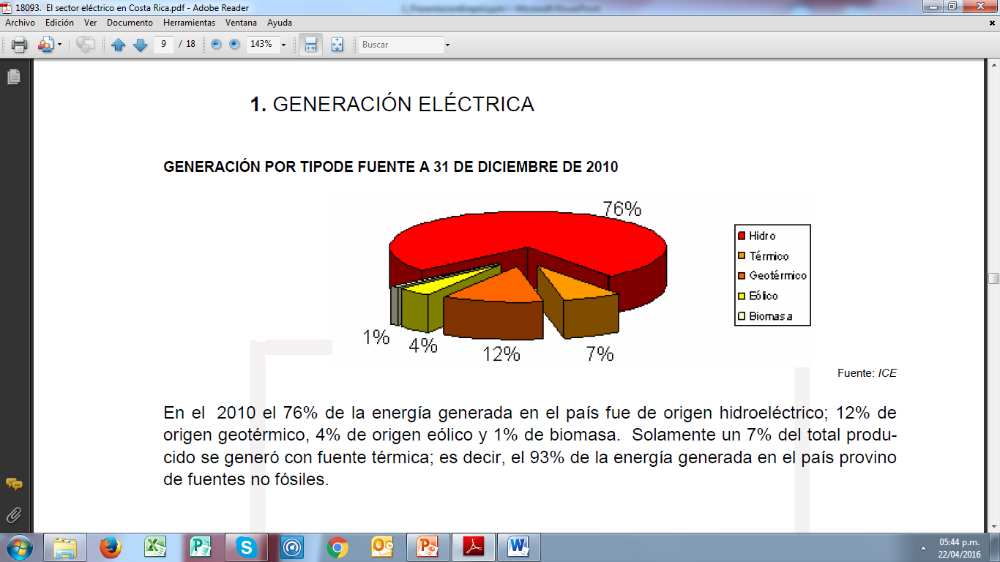 18093. El sector eléctrico en Costa Rica.pdf - Adobe Reader
Archivo Edición Ver Documento Herramientas Ventana Ayuda
9 / 18 143% Buscar
1. GENERACIÓN ELÉCTRICA
GENERACIÓN POR TIPODE FUENTE A 31 DE DICIEMBRE DE 2010
76%
Hidro
Térmico
Geotérmico
Eólico
Biomasa
1%
4%
12%
7%
Fuente: ICE
En el 2010 el 76% de la energía generada en el país fue de origen hidroeléctrico; 12% de
origen geotérmico, 4% de origen eólico y 1% de biomasa. Solamente un 7% del total produ-
cido se generó con fuente térmica; es decir, el 93% de la energía generada en el país provino
de fuentes no fósiles.
05:44 p.m.
22/04/2016